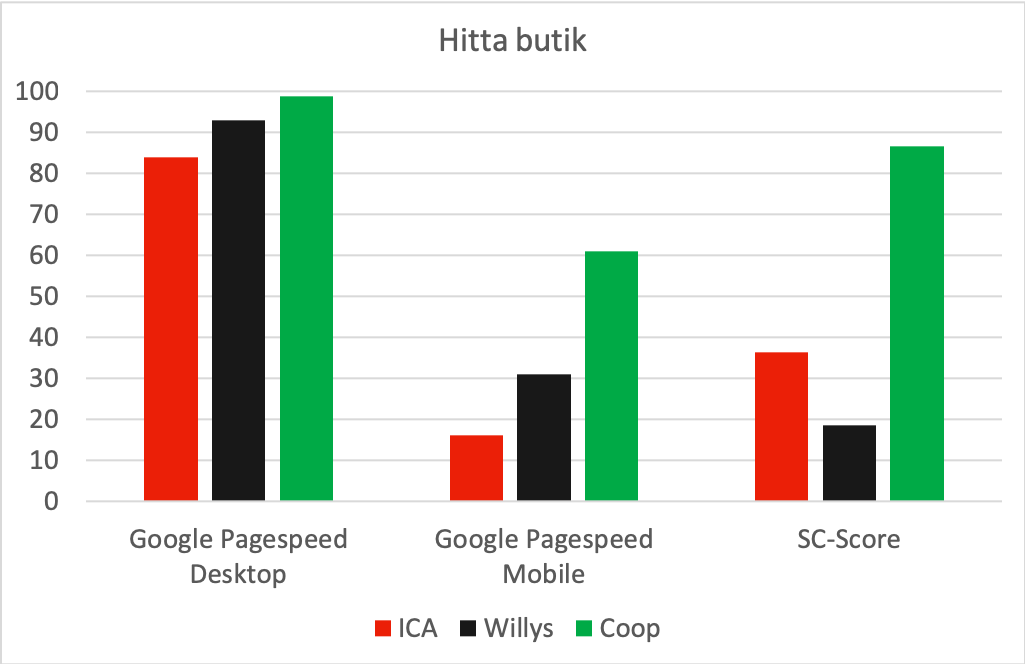 Hitta butik
100
90
80
70
60
50
40
30
20
10
0
Google Pagespeed Desktop
Google Pagespeed Mobile
SC-Score
ICA Willys Coop